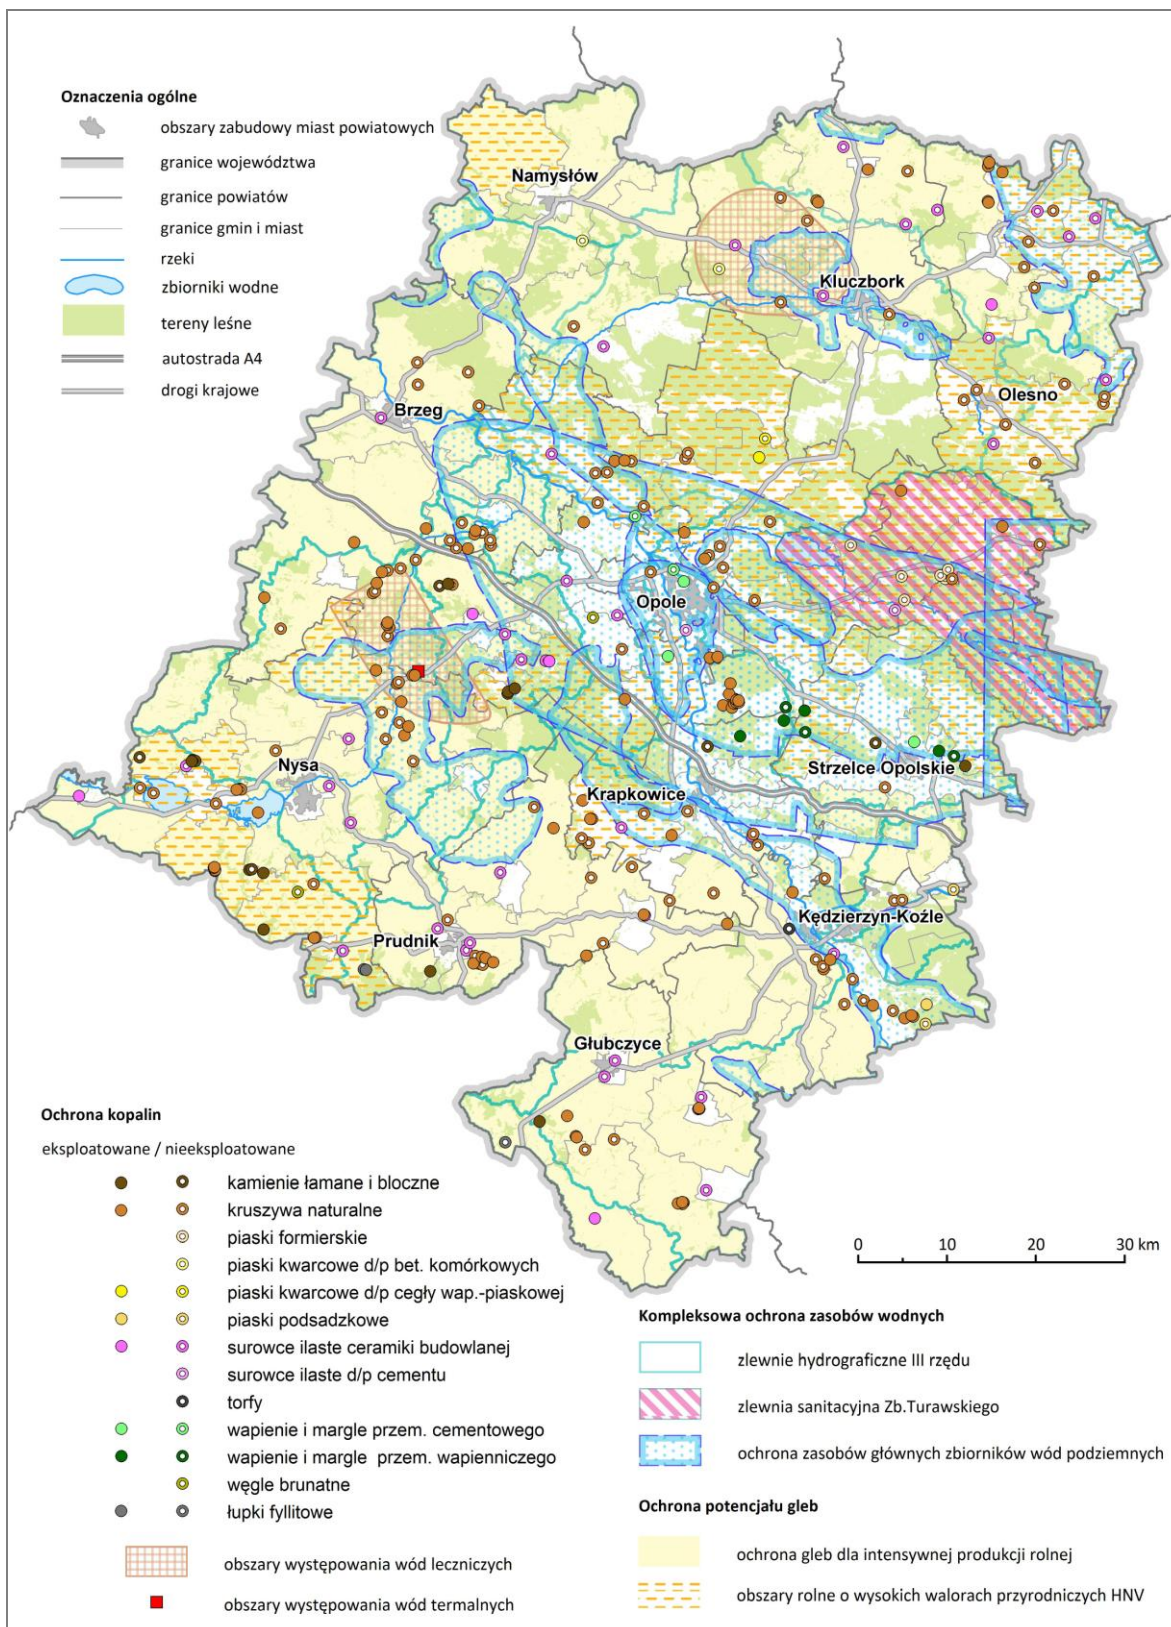 Oznaczenia ogólne
obszary zabudowy miast powiatowych
granice województwa
granice powiatów
granice gmin i miast
rzeki
zbiorniki wodne
tereny leśne
autostrada A4
drogi krajowe
Namysłów
Kluczbork
Olesno
Brzeg
Opole
Strzelce Opolskie
Nysa
Krapkowice
Kędzierzyn-Koźle
Prudnik
Głubczyce
Ochrona kopalin
eksploatowane / nieeksploatowane
kamienie łamane i bloczne
kruszywa naturalne
piaski formierskie
piaski kwarcowe d/p bet. komórkowych
piaski kwarcowe d/p cegły wap.-piaskowej
piaski podsadzkowe
surowce ilaste ceramiki budowlanej
surowce ilaste d/p cementu
torfy
wapienie i margle przem. cementowego
wapienie i margle przem. wapienniczego
węgle brunatne
łupki fyllitowe
obszary występowania wód leczniczych
obszary występowania wód termalnych
0 10 20 30 km
Kompleksowa ochrona zasobów wodnych
zlewnie hydrograficzne III rzędu
zlewnia sanitacyjna Zb.Turawskiego
ochrona zasobów głównych zbiorników wód podziemnych
Ochrona potencjału gleb
ochrona gleb dla intensywnej produkcji rolnej
obszary rolne o wysokich walorach przyrodniczych HNV